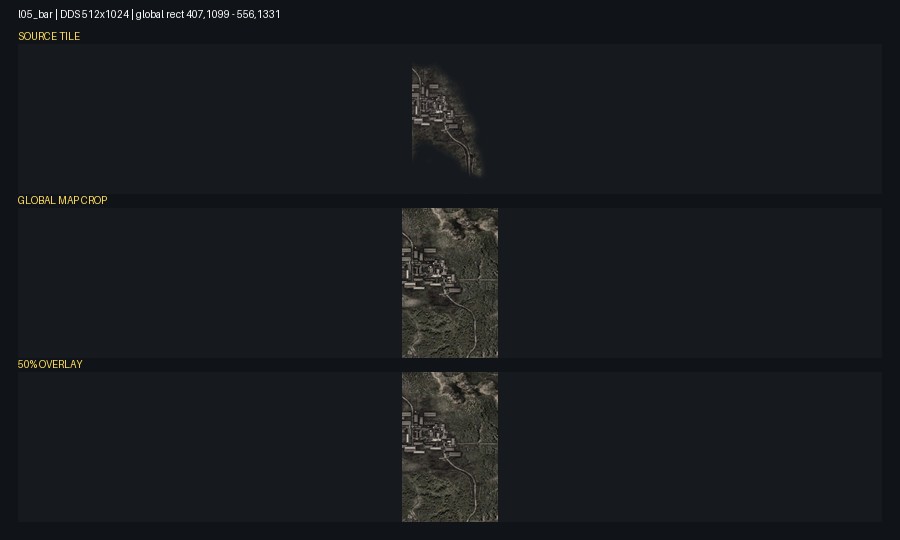 l05_bar | DDS 512x1024 | global rect 407,1099 - 556,1331
SOURCE TILE
GLOBAL MAP CROP
50% OVERLAY